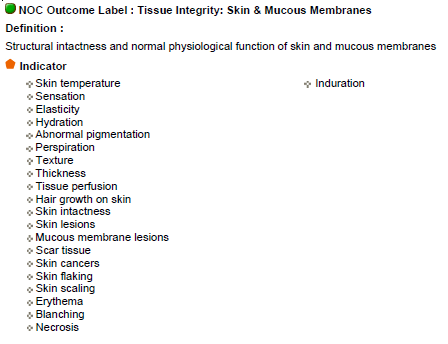 NOC Outcome Label : Tissue Integrity: Skin & Mucous Membranes
Definition :
Structural intactness and normal physiological function of skin and mucous membranes
Indicator
Skin temperature
Sensation
Elasticity
Hydration
Abnormal pigmentation
Perspiration
Texture
Thickness
Tissue perfusion
Hair growth on skin
Skin intactness
Skin lesions
Mucous membrane lesions
Scar tissue
Skin cancers
Skin flaking
Skin scaling
Erythema
Blanching
Necrosis
Induration